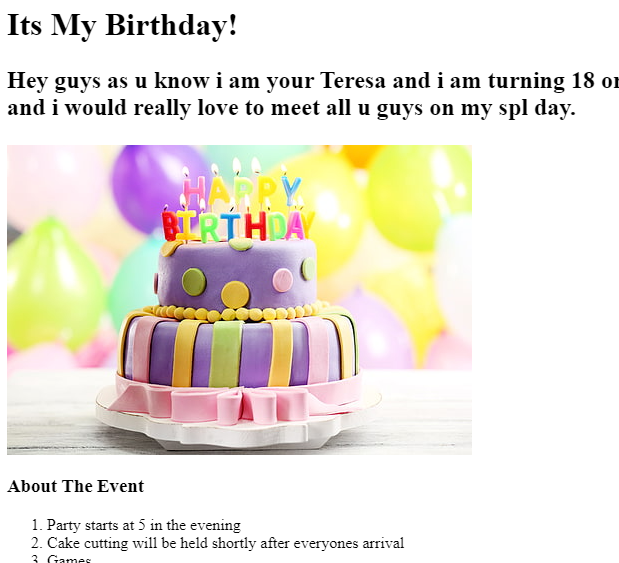 Its My Birthday!
Hey guys as u know i am your Teresa and i am turning 18 or
and i would really love to meet all u guys on my spl day.
HAPPY
BIRTHDAY
About The Event
1. Party starts at 5 in the evening
2. Cake cutting will be held shortly after everyones arrival
3. Games